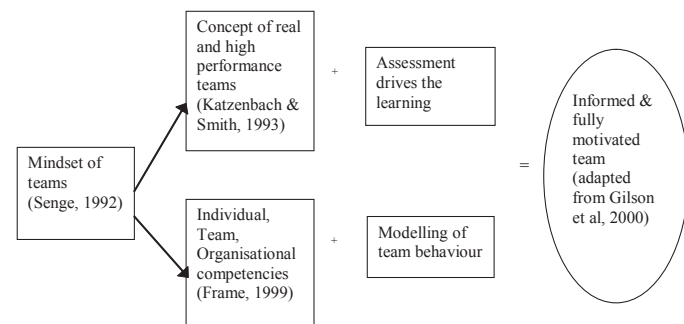 Mindset of
teams
(Senge, 1992)
Concept of real
and high
performance
teams
(Katzenbach &
Smith, 1993)
+
Assessment
drives the
learning
Individual,
Team,
Organisational
competencies
(Frame, 1999)
+
Modelling of
team behaviour
=
Informed &
fully
motivated
team
(adapted
from Gilson
et al, 2000)